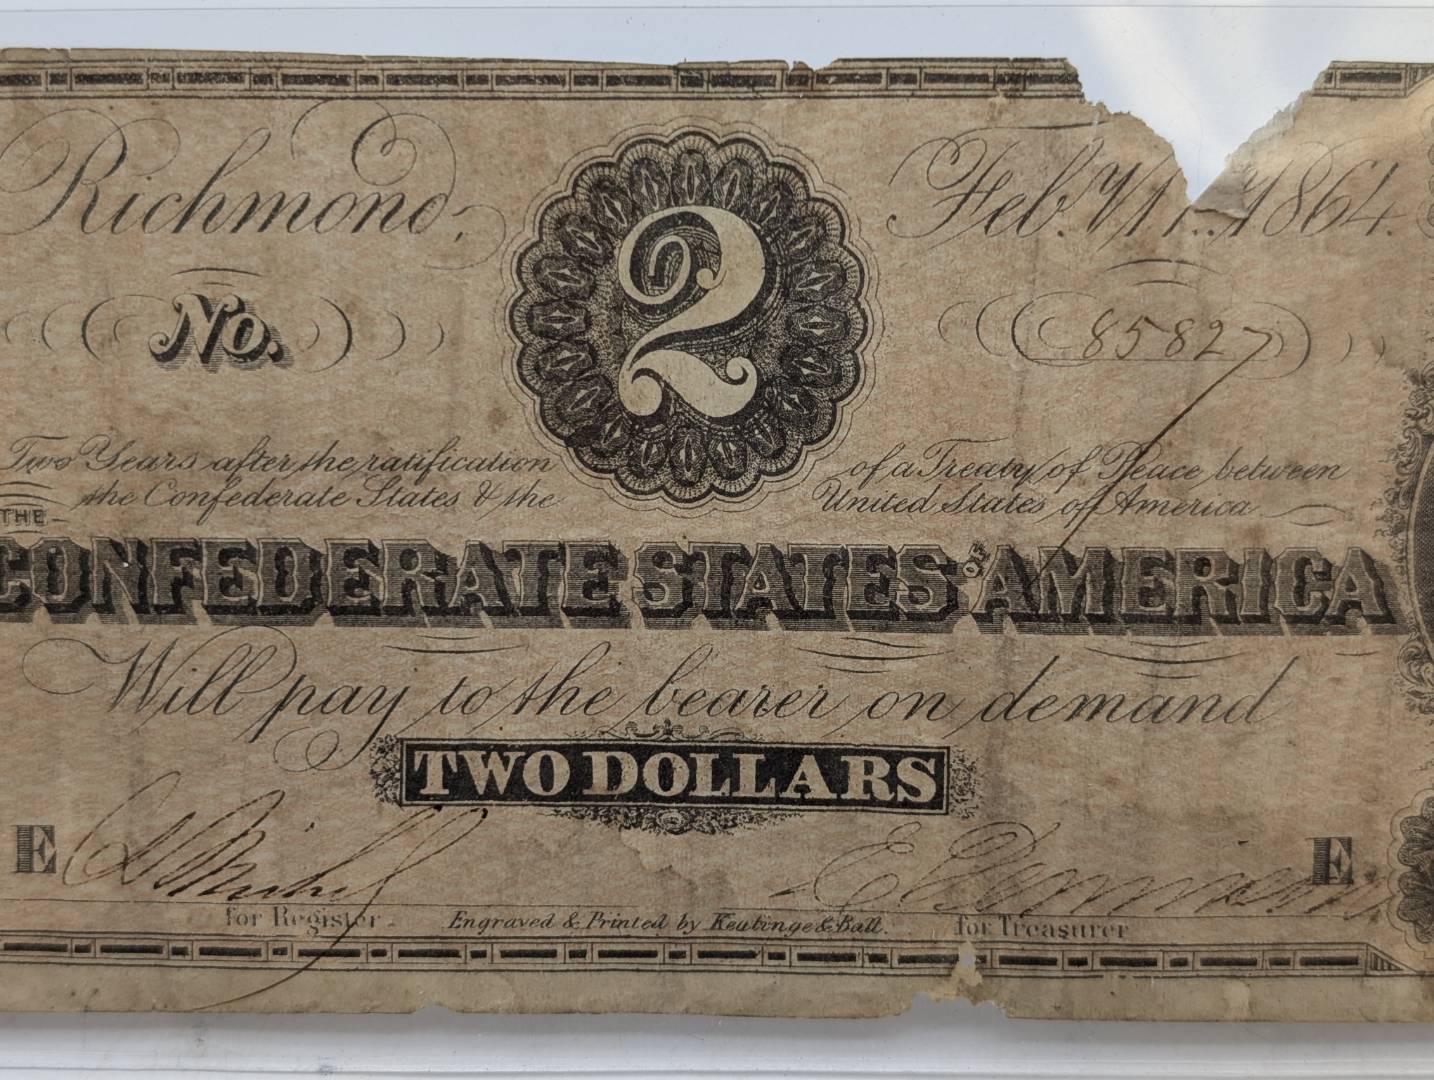 Richmond, Feb. 17th. 1864.
2
No. 85827
Two Years after the ratification of a Treaty of Peace between
the Confederate States & the United States of America
THE
CONFEDERATE STATES OF AMERICA
Will pay to the bearer on demand
TWO DOLLARS
E E
for Register Engraved & Printed by Keatinge & Ball. for Treasurer